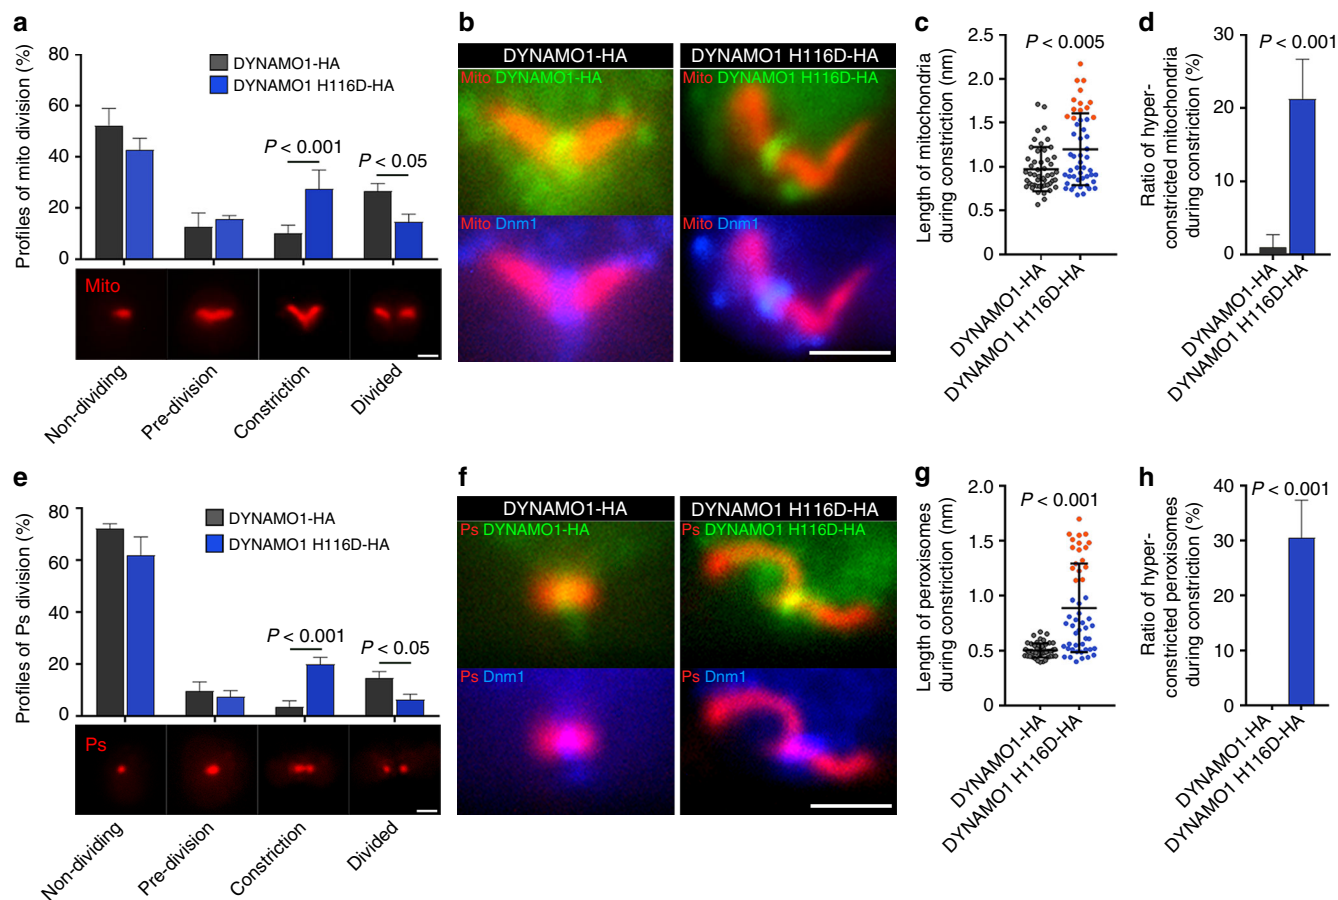 a
Profiles of mito division (%)
80
60
40
20
0
DYNAMO1-HA
DYNAMO1 H116D-HA
P < 0.001
P < 0.05
Mito
Non-dividing
Pre-division
Constriction
Divided
b
DYNAMO1-HA
DYNAMO1 H116D-HA
Mito DYNAMO1-HA
Mito DYNAMO1 H116D-HA
Mito Dnm1
Mito Dnm1
c
Length of mitochondria
during constriction (nm)
2.5
2.0
1.5
1.0
0.5
0
P < 0.005
DYNAMO1-HA
DYNAMO1 H116D-HA
d
Ratio of hyper-
constricted mitochondria
during constriction (%)
30
20
10
0
P < 0.001
DYNAMO1-HA
DYNAMO1 H116D-HA
e
Profiles of Ps division (%)
80
60
40
20
0
DYNAMO1-HA
DYNAMO1 H116D-HA
P < 0.001
P < 0.05
Ps
Non-dividing
Pre-division
Constriction
Divided
f
DYNAMO1-HA
DYNAMO1 H116D-HA
Ps DYNAMO1-HA
Ps DYNAMO1 H116D-HA
Ps Dnm1
Ps Dnm1
g
Length of peroxisomes
during constriction (nm)
2.0
1.5
1.0
0.5
0
P < 0.001
DYNAMO1-HA
DYNAMO1 H116D-HA
h
Ratio of hyper-
constricted peroxisomes
during constriction (%)
40
30
20
10
0
P < 0.001
DYNAMO1-HA
DYNAMO1 H116D-HA